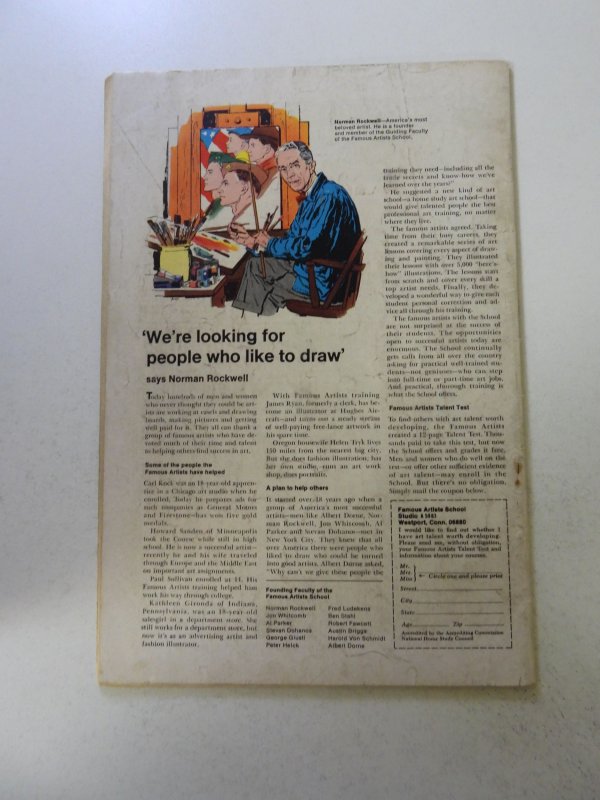 Norman Rockwell—America's most
beloved artist. He is a founder
and member of the Guiding Faculty
of the Famous Artists School.
'We're looking for
people who like to draw'
says Norman Rockwell
Today hundreds of men and women
who never thought they could be art-
ists are working at easels and drawing
boards, making pictures and getting
well paid for it. They all can thank a
group of famous artists who have de-
voted much of their time and talent
to helping others find success in art.
Some of the people the
Famous Artists have helped
Carl Rock was an 18-year-old appren-
tice in a Chicago art studio when he
enrolled. Today he prepares ads for
such companies as General Motors
and Firestone–has won five gold
medals.
Howard Sanden of Minneapolis
took the Course while still in high
school. He is now a successful artist–
recently he and his wife traveled
through Europe and the Middle East
on important art assignments.
Paul Sullivan enrolled at 14. His
Famous Artists training helped him
work his way through college.
Kathleen Gironda of Indiana,
Pennsylvania, was an 18-year-old
salesgirl in a department store. She
still works for a department store, but
now it's as an advertising artist and
fashion illustrator.
With Famous Artists training
James Ryan, formerly a clerk, has be-
come an illustrator at Hughes Air-
craft–and turns out a steady stream
of well-paying free-lance artwork in
his spare time.
Oregon housewife Helen Tryk lives
150 miles from the nearest big city.
But she does fashion illustration, has
her own studio, runs an art work
shop, does portraits.
A plan to help others
It started over 18 years ago when a
group of America's most successful
artists–men like Albert Dorne, Nor-
man Rockwell, Jon Whitcomb, Al
Parker and Stevan Dohanos–met in
New York City. They knew that all
over America there were people who
liked to draw who could be turned
into good artists. Albert Dorne asked,
"Why can't we give these people the
Founding Faculty of the
Famous Artists School
Norman Rockwell
Jon Whitcomb
Al Parker
Stevan Dohanos
George Giusti
Peter Helck
Fred Ludekens
Ben Stahl
Robert Fawcett
Austin Briggs
Harold Von Schmidt
Albert Dorne
training they need–including all the
trade secrets and know-how we've
learned over the years?"
He suggested a new kind of art
school–a home study art school–that
would give talented people the best
professional art training, no matter
where they live.
The famous artists agreed. Taking
time from their busy careers, they
created a remarkable series of art
lessons covering every aspect of draw-
ing and painting. They illustrated
their lessons with over 5,000 "here's-
how" illustrations. The lessons start
from scratch and cover every skill a
top artist needs. Finally, they de-
veloped a wonderful way to give each
student personal correction and ad-
vice all through his training.
The famous artists with the School
are not surprised at the success of
their students. The opportunities
open to successful artists today are
enormous. The School continually
gets calls from all over the country
asking for practical well-trained stu-
dents–not geniuses–who can step
into full-time or part-time art jobs.
And practical, thorough training is
what the School offers.
Famous Artists Talent Test
To find others with art talent worth
developing, the Famous Artists
created a 12-page Talent Test. Thou-
sands paid to take this test, but now
the School offers and grades it free.
Men and women who do well on the
test–or offer other sufficient evidence
of art talent–may enroll in the
School. But there's no obligation.
Simply mail the coupon below.
Famous Artists School
Studio
Westport, Conn. 06880
I would like to find out whether I
have art talent worth developing.
Please send me, without obligation,
your Famous Artists Talent Test and
information about your courses.
Mr.
Mrs.
Miss
Circle one and please print
Street
City
State
Age Zip
Accredited by the Accrediting Commission
National Home Study Council